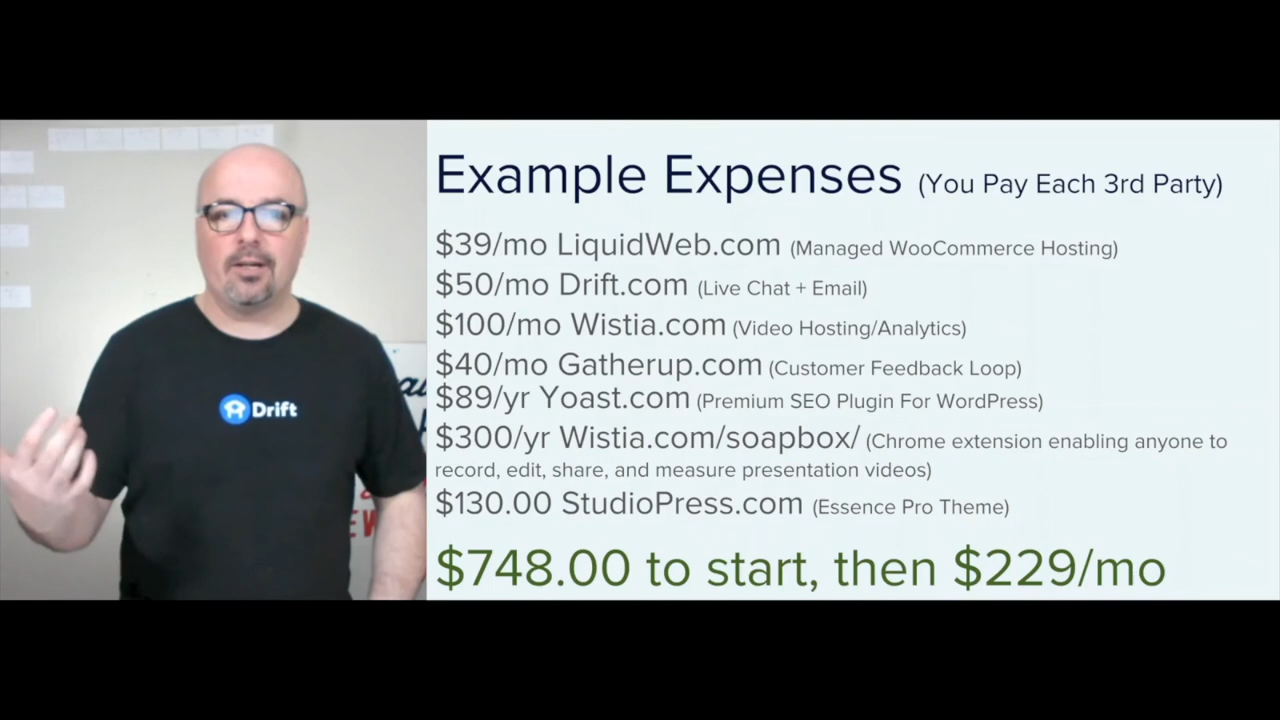 Example Expenses (You Pay Each 3rd Party)
$39/mo LiquidWeb.com (Managed WooCommerce Hosting)
$50/mo Drift.com (Live Chat + Email)
$100/mo Wistia.com (Video Hosting/Analytics)
$40/mo Gatherup.com (Customer Feedback Loop)
$89/yr Yoast.com (Premium SEO Plugin For WordPress)
$300/yr Wistia.com/soapbox/ (Chrome extension enabling anyone to
record, edit, share, and measure presentation videos)
$130.00 StudioPress.com (Essence Pro Theme)
$748.00 to start, then $229/mo
Drift